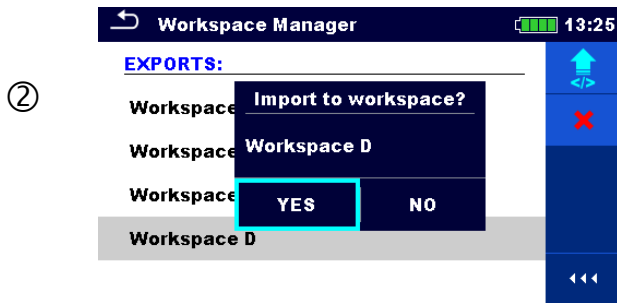 Workspace Manager 13:25
EXPORTS:
</>
②
Workspace
Import to workspace?
Workspace
Workspace D
Workspace
YES NO
Workspace D